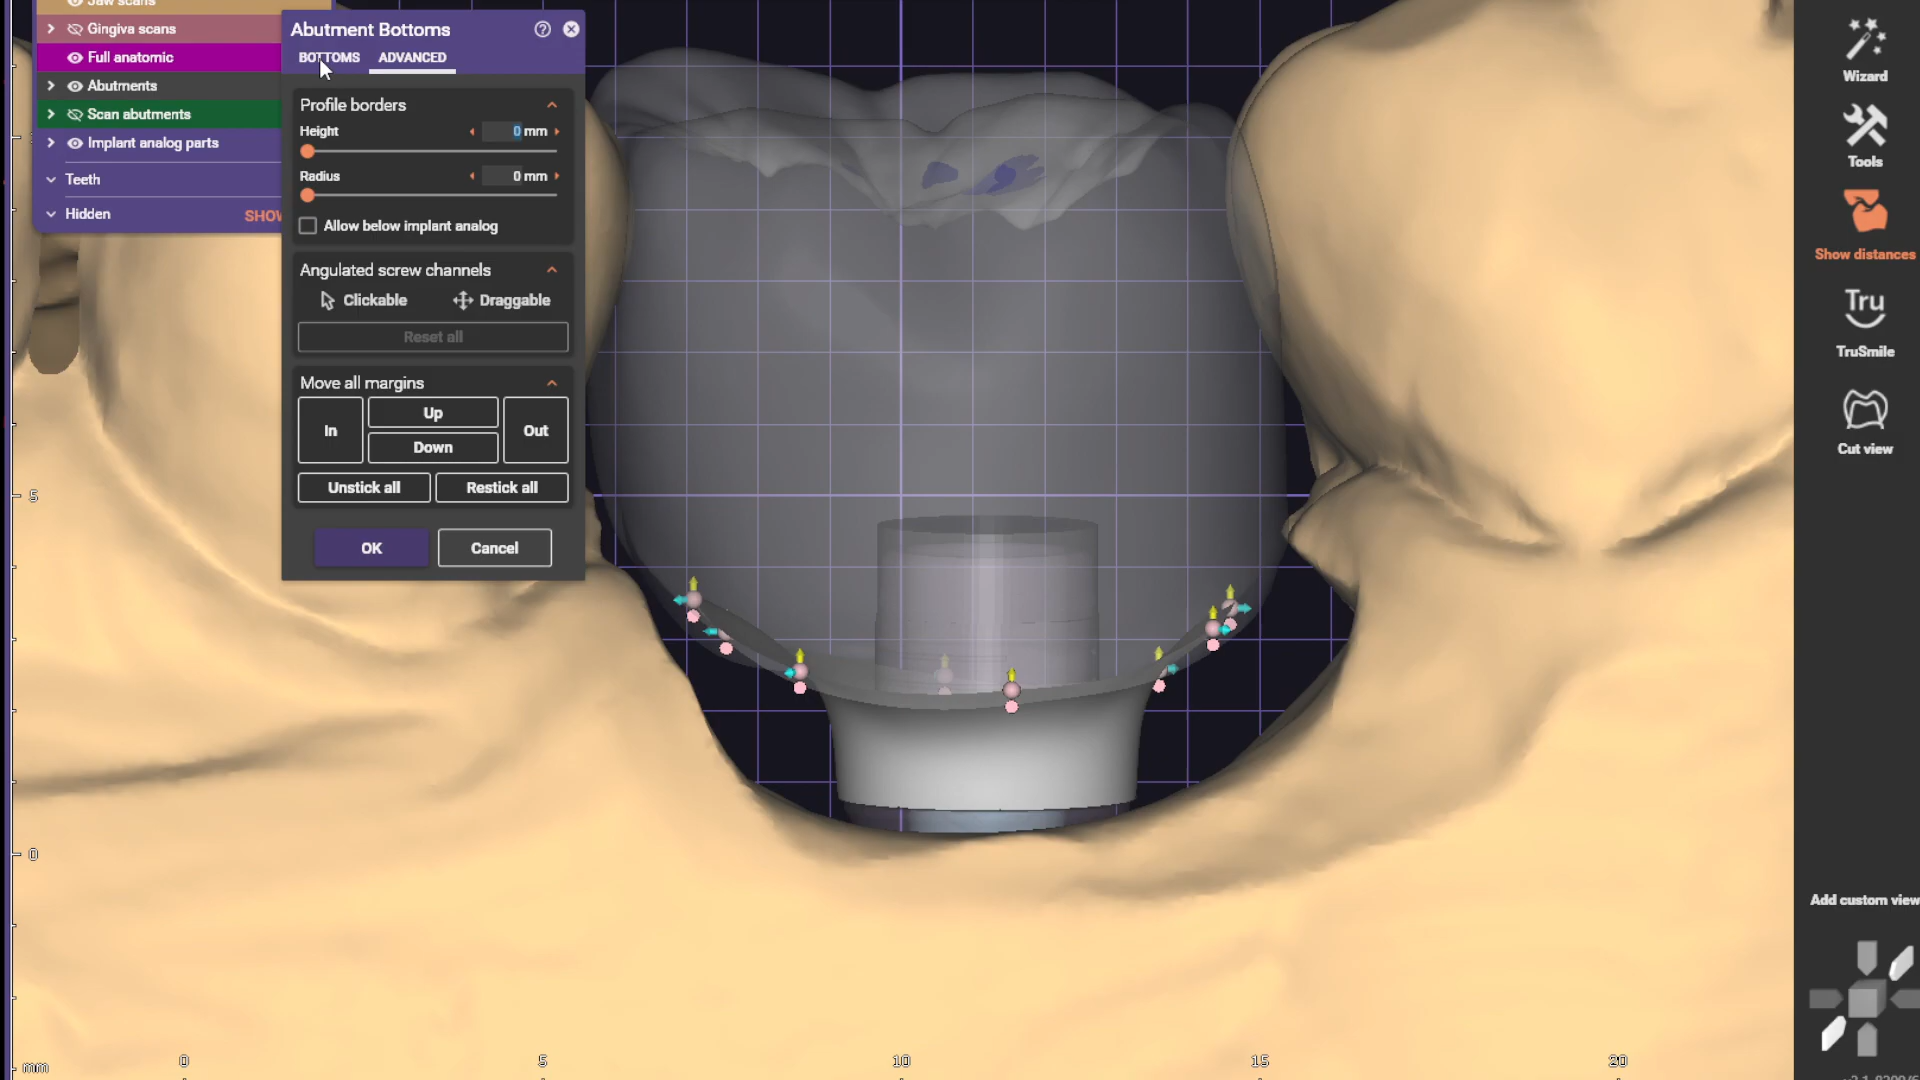 Jaw scans
Gingiva scans
Full anatomic
Abutments
Scan abutments
Implant analog parts
Teeth
Hidden
SHOW
Abutment Bottoms
BOTTOMS ADVANCED
Profile borders
Height 0 mm
Radius 0 mm
Allow below implant analog
Angulated screw channels
Clickable Draggable
Reset all
Move all margins
In
Up
Down
Out
Unstick all Restick all
OK Cancel
Wizard
Tools
Show distances
Tru
TruSmile
Cut view
Add custom view
5
0
mm 0 5 10 15 20